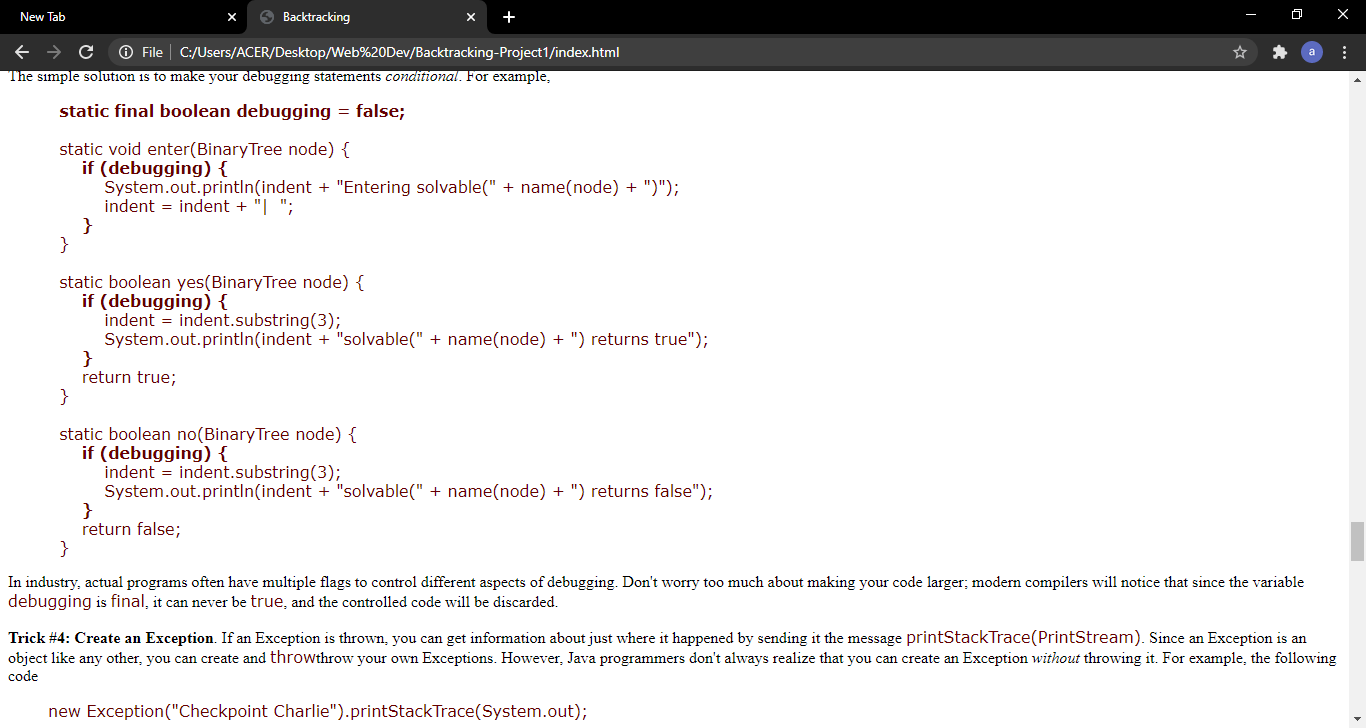 New Tab
Backtracking
File
C:/Users/ACER/Desktop/Web%20Dev/Backtracking-Project1/index.html
a
The simple solution is to make your debugging statements conditional. For example,
static final boolean debugging = false;
static void enter(BinaryTree node) {
if (debugging) {
System.out.println(indent + "Entering solvable(" + name(node) + ")");
indent = indent + "|  ";
}
}
static boolean yes(BinaryTree node) {
if (debugging) {
indent = indent.substring(3);
System.out.println(indent + "solvable(" + name(node) + ") returns true");
}
return true;
}
static boolean no(BinaryTree node) {
if (debugging) {
indent = indent.substring(3);
System.out.println(indent + "solvable(" + name(node) + ") returns false");
}
return false;
}
In industry, actual programs often have multiple flags to control different aspects of debugging. Don't worry too much about making your code larger; modern compilers will notice that since the variable
debugging is final, it can never be true, and the controlled code will be discarded.
Trick #4: Create an Exception. If an Exception is thrown, you can get information about just where it happened by sending it the message printStackTrace(PrintStream). Since an Exception is an
object like any other, you can create and throwthrow your own Exceptions. However, Java programmers don't always realize that you can create an Exception without throwing it. For example, the following
code
new Exception("Checkpoint Charlie").printStackTrace(System.out);